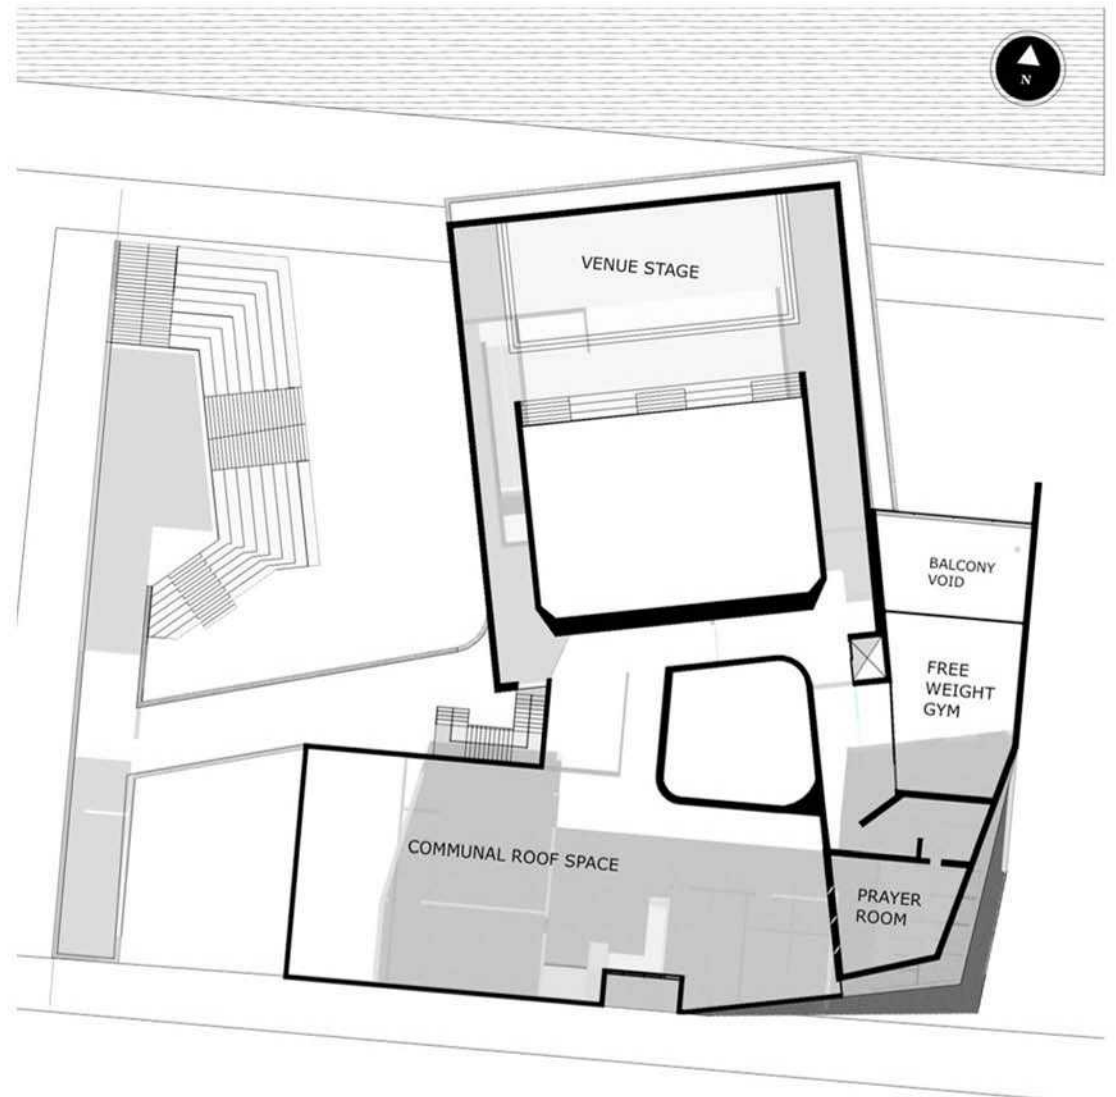 N
VENUE STAGE
BALCONY
VOID
FREE
WEIGHT
GYM
COMMUNAL ROOF SPACE
PRAYER
ROOM